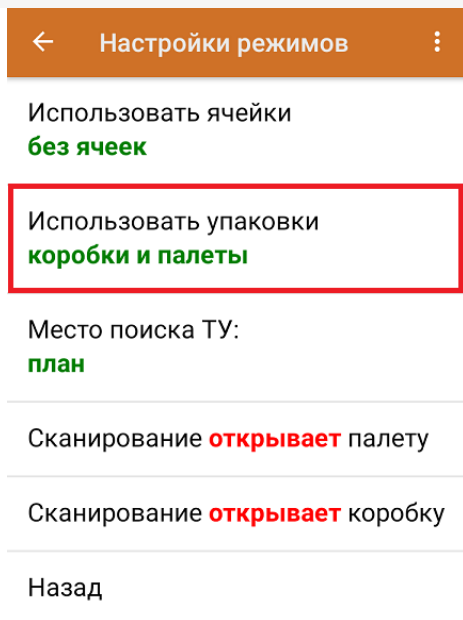 Настройки режимов
Использовать ячейки
без ячеек
Использовать упаковки
коробки и палеты
Место поиска ТУ:
план
Сканирование открывает палету
Сканирование открывает коробку
Назад